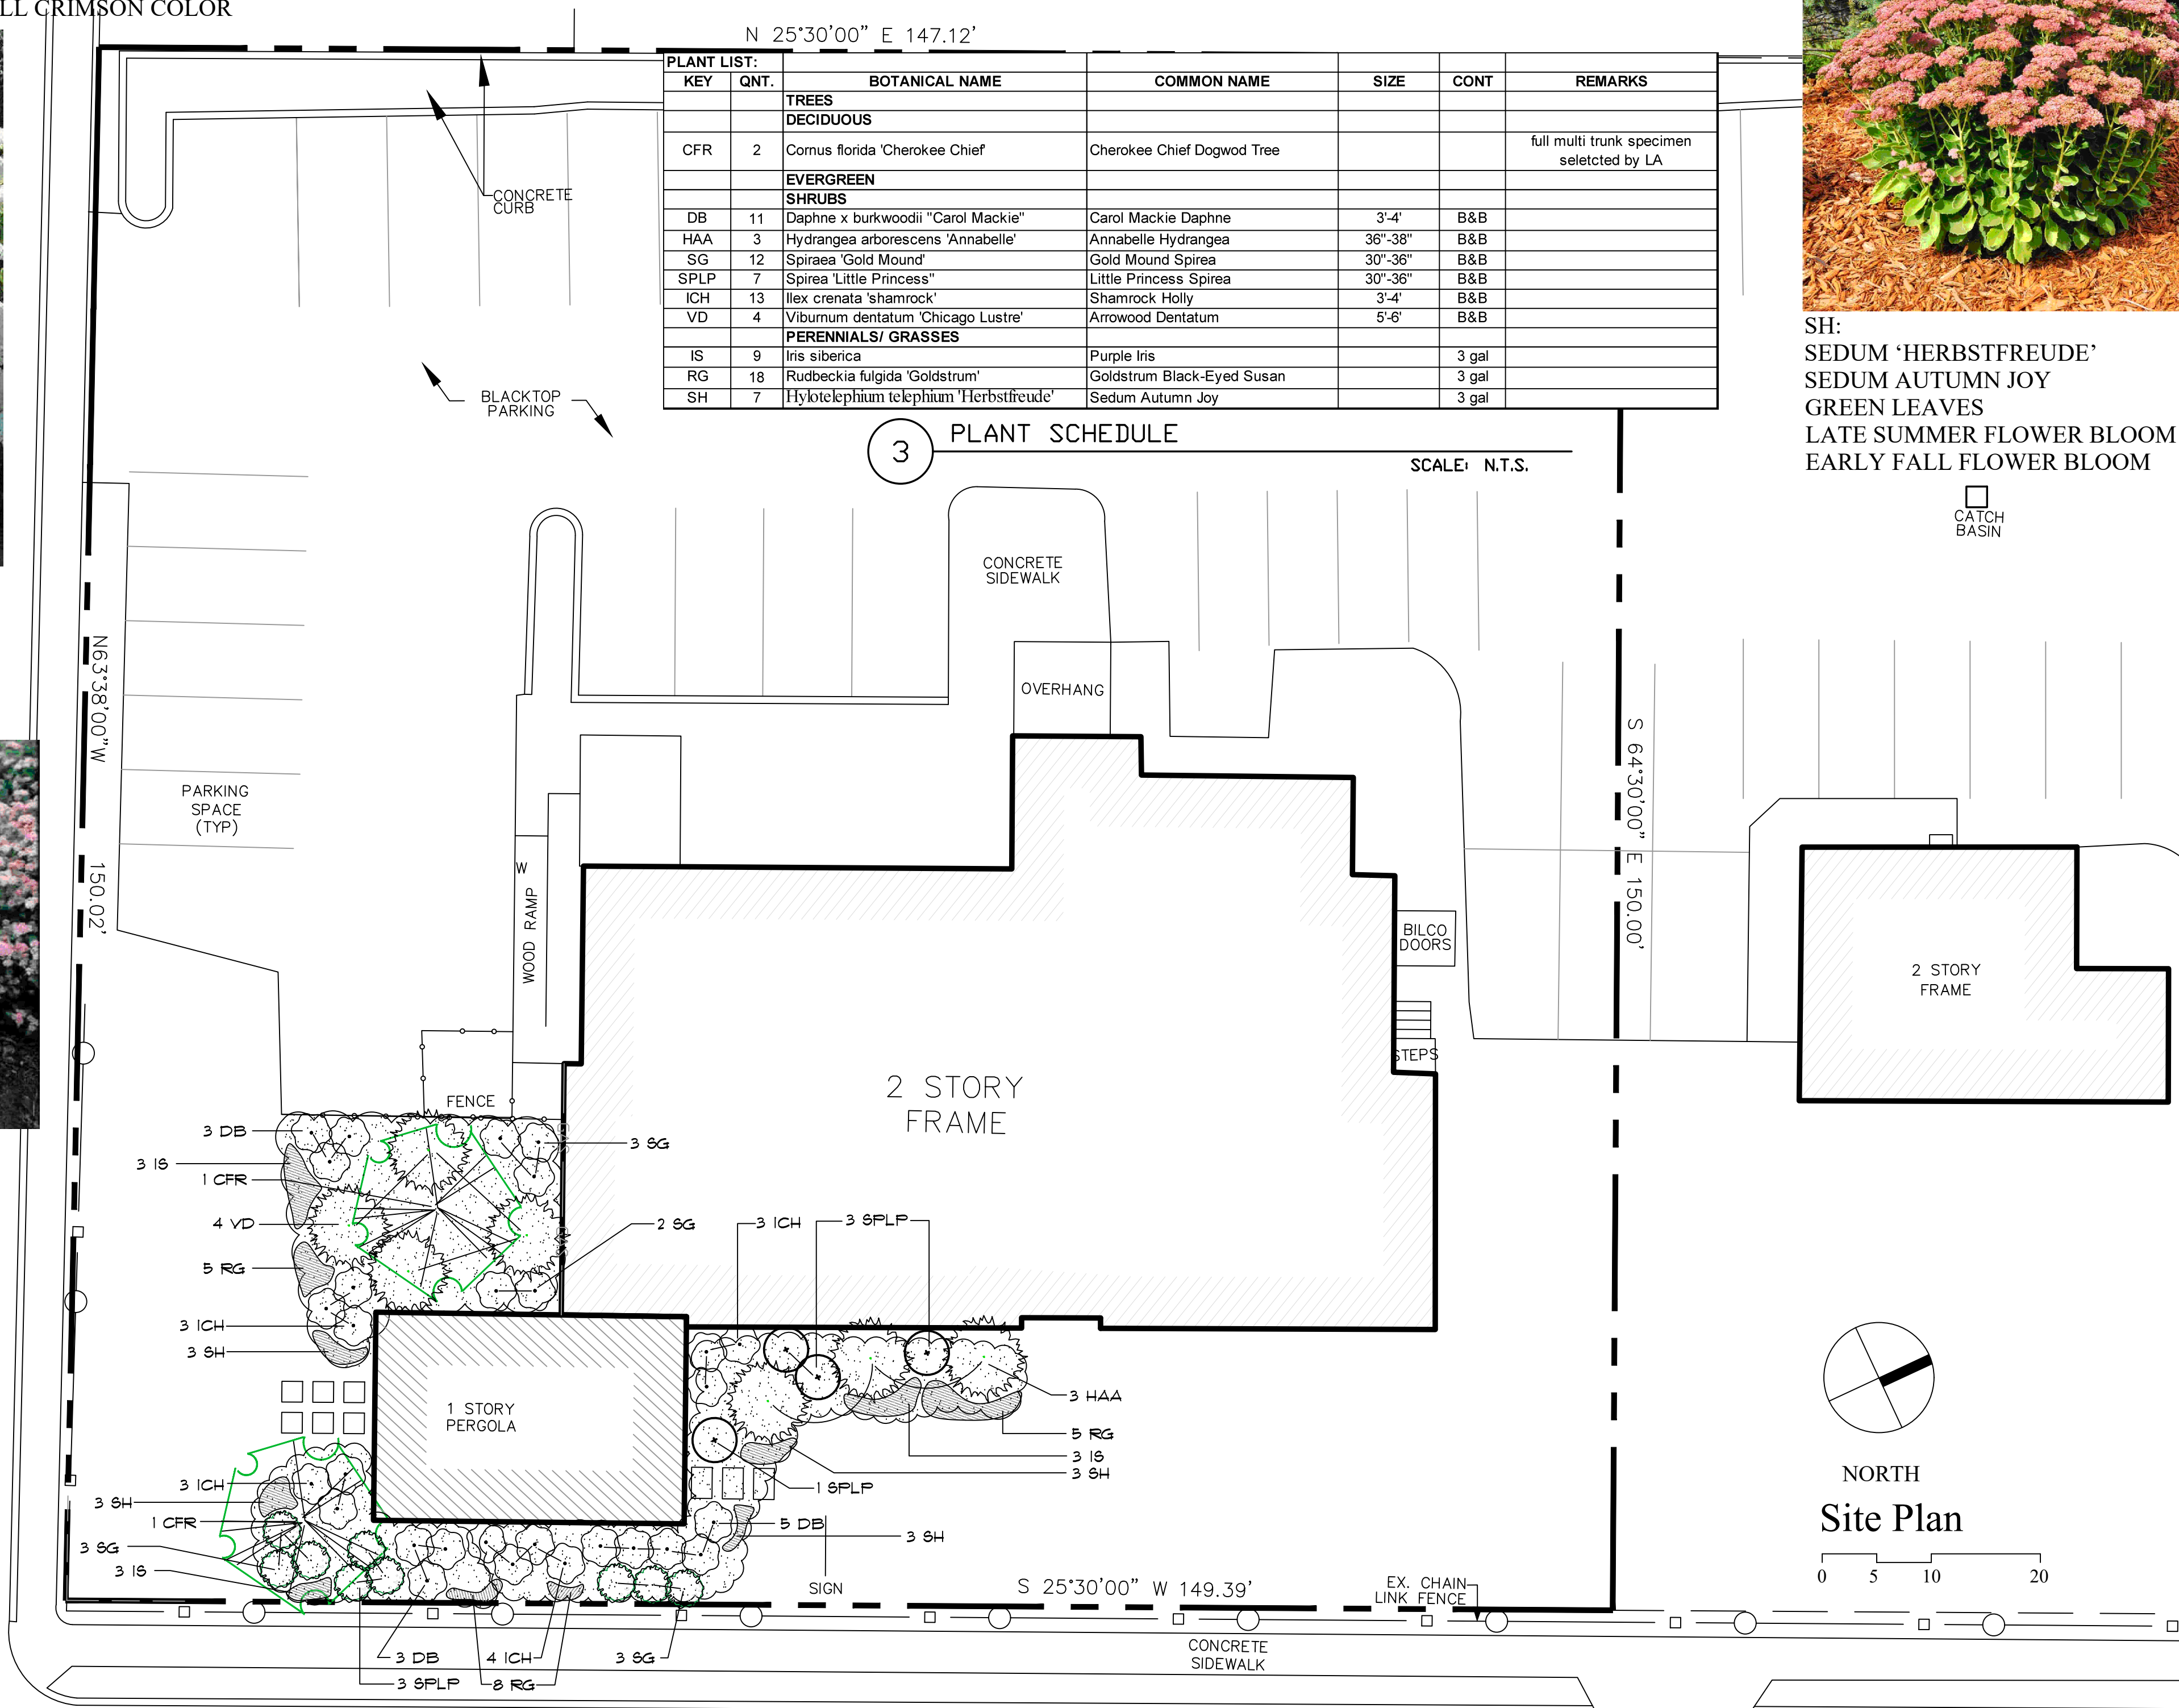 LL CRIMSON COLOR
N 25°30'00" E 147.12'
PLANT LIST:
KEY QNT. BOTANICAL NAME COMMON NAME SIZE CONT REMARKS
TREES
DECIDUOUS
CFR 2 Cornus florida 'Cherokee Chief' Cherokee Chief Dogwod Tree full multi trunk specimen
seletcted by LA
EVERGREEN
SHRUBS
DB 11 Daphne x burkwoodii "Carol Mackie" Carol Mackie Daphne 3'-4' B&B
HAA 3 Hydrangea arborescens 'Annabelle' Annabelle Hydrangea 36"-38" B&B
SG 12 Spiraea 'Gold Mound' Gold Mound Spirea 30"-36" B&B
SPLP 7 Spirea 'Little Princess" Little Princess Spirea 30"-36" B&B
ICH 13 Ilex crenata 'shamrock' Shamrock Holly 3'-4' B&B
VD 4 Viburnum dentatum 'Chicago Lustre' Arrowood Dentatum 5'-6' B&B
PERENNIALS/ GRASSES
IS 9 Iris siberica Purple Iris 3 gal
RG 18 Rudbeckia fulgida 'Goldstrum' Goldstrum Black-Eyed Susan 3 gal
SH 7 Hylotelephium telephium 'Herbstfreude' Sedum Autumn Joy 3 gal
3 PLANT SCHEDULE
SCALE: N.T.S.
SH:
SEDUM ‘HERBSTFREUDE’
SEDUM AUTUMN JOY
GREEN LEAVES
LATE SUMMER FLOWER BLOOM
EARLY FALL FLOWER BLOOM
CATCH
BASIN
CONCRETE
CURB
BLACKTOP
PARKING
CONCRETE
SIDEWALK
OVERHANG
N63°38'00"W 150.02'
PARKING
SPACE
(TYP)
W
WOOD RAMP
S 64°30'00" E 150.00'
BILCO
DOORS
STEPS
2 STORY
FRAME
2 STORY
FRAME
FENCE
3 DB
3 SG
3 IS
1 CFR
4 VD
2 SG
3 ICH
3 SPLP
5 RG
3 ICH
3 SH
3 HAA
1 STORY
PERGOLA
5 RG
3 IS
3 SH
1 SPLP
3 ICH
3 SH
1 CFR
5 DB
3 SH
3 SG
3 IS
SIGN
S 25°30'00" W 149.39'
EX. CHAIN
LINK FENCE
3 DB
4 ICH
3 SG
3 SPLP
8 RG
CONCRETE
SIDEWALK
NORTH
Site Plan
0 5 10 20